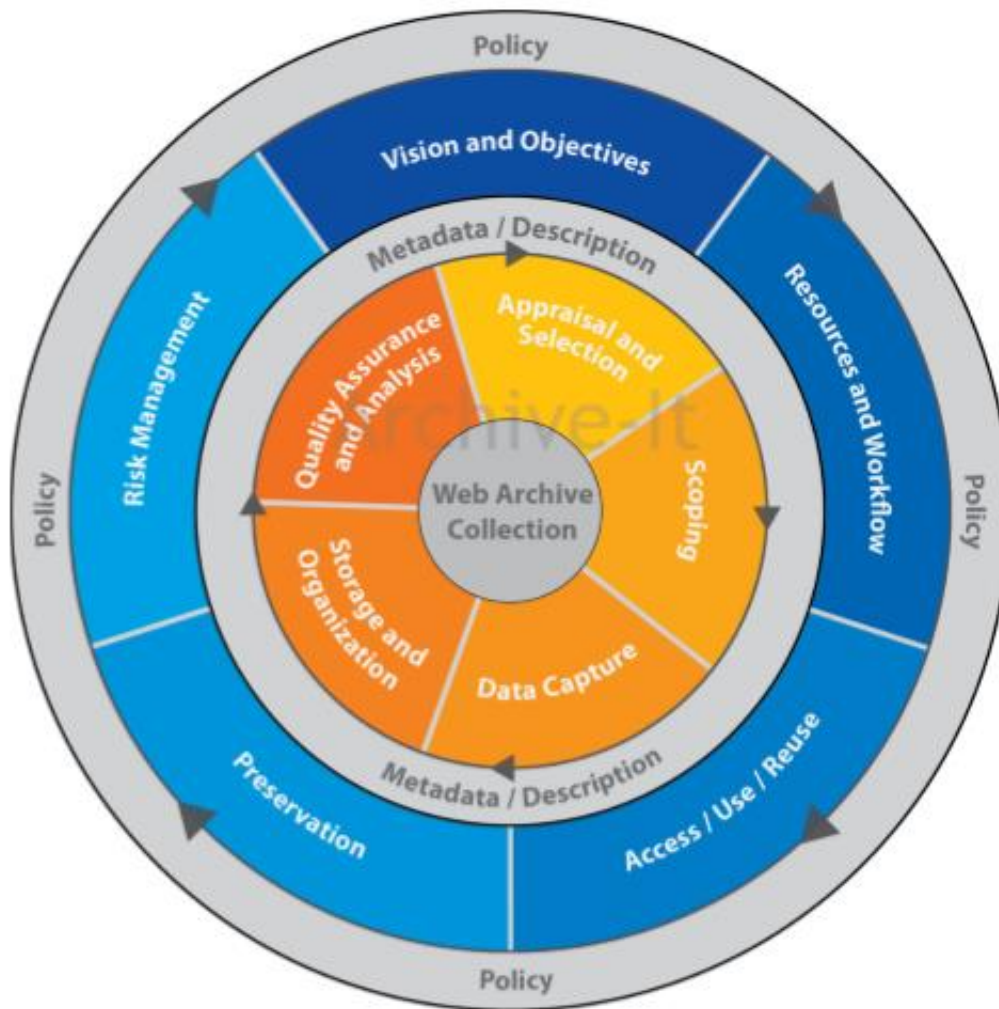 Policy
Vision and Objectives
Metadata / Description
Appraisal and
Selection
Quality Assurance
and Analysis
Resources and Workflow
Risk Management
Archive-It
Scoping
Web Archive
Collection
Policy
Policy
Storage and
Organization
Data Capture
Metadata / Description
Access / Use / Reuse
Preservation
Policy